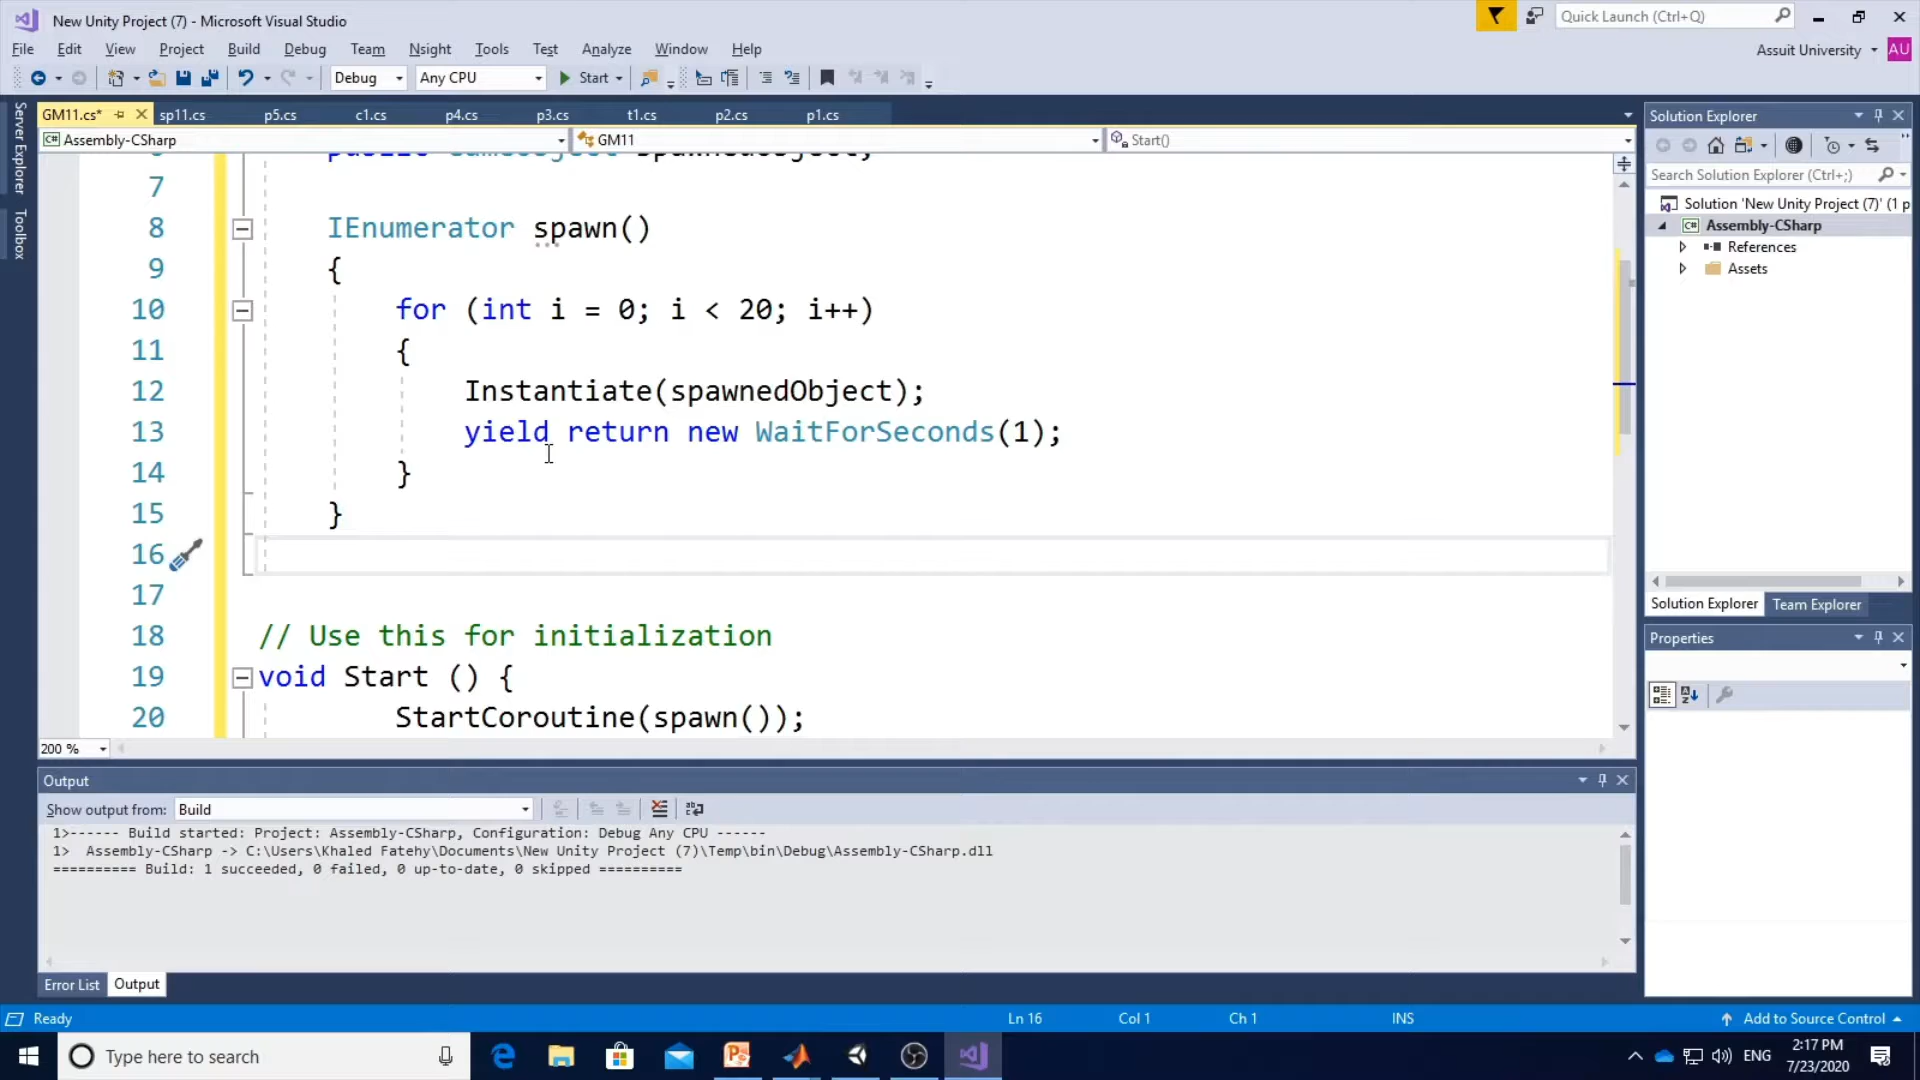 New Unity Project (7) - Microsoft Visual Studio
Quick Launch (Ctrl+Q)
File Edit View Project Build Debug Team Nsight Tools Test Analyze Window Help
Assuit University AU
Debug Any CPU Start
Server Explorer
Toolbox
GM11.cs* sp11.cs p5.cs c1.cs p4.cs p3.cs t1.cs p2.cs p1.cs
C# Assembly-CSharp GM11 Start()
public GameObject spawnedObject;
7
8 IEnumerator spawn()
9 {
10 for (int i = 0; i < 20; i++)
11 {
12 Instantiate(spawnedObject);
13 yield return new WaitForSeconds(1);
14 }
15 }
16
17
18 // Use this for initialization
19 void Start () {
20 StartCoroutine(spawn());
200 %
Output
Show output from: Build
1>------ Build started: Project: Assembly-CSharp, Configuration: Debug Any CPU ------
1> Assembly-CSharp -> C:\Users\Khaled Fatehy\Documents\New Unity Project (7)\Temp\bin\Debug\Assembly-CSharp.dll
========== Build: 1 succeeded, 0 failed, 0 up-to-date, 0 skipped ==========
Error List Output
Solution Explorer
Search Solution Explorer (Ctrl+;)
Solution 'New Unity Project (7)' (1 p
C# Assembly-CSharp
References
Assets
Solution Explorer Team Explorer
Properties
Ready Ln 16 Col 1 Ch 1 INS Add to Source Control
Type here to search
ENG
2:17 PM
7/23/2020